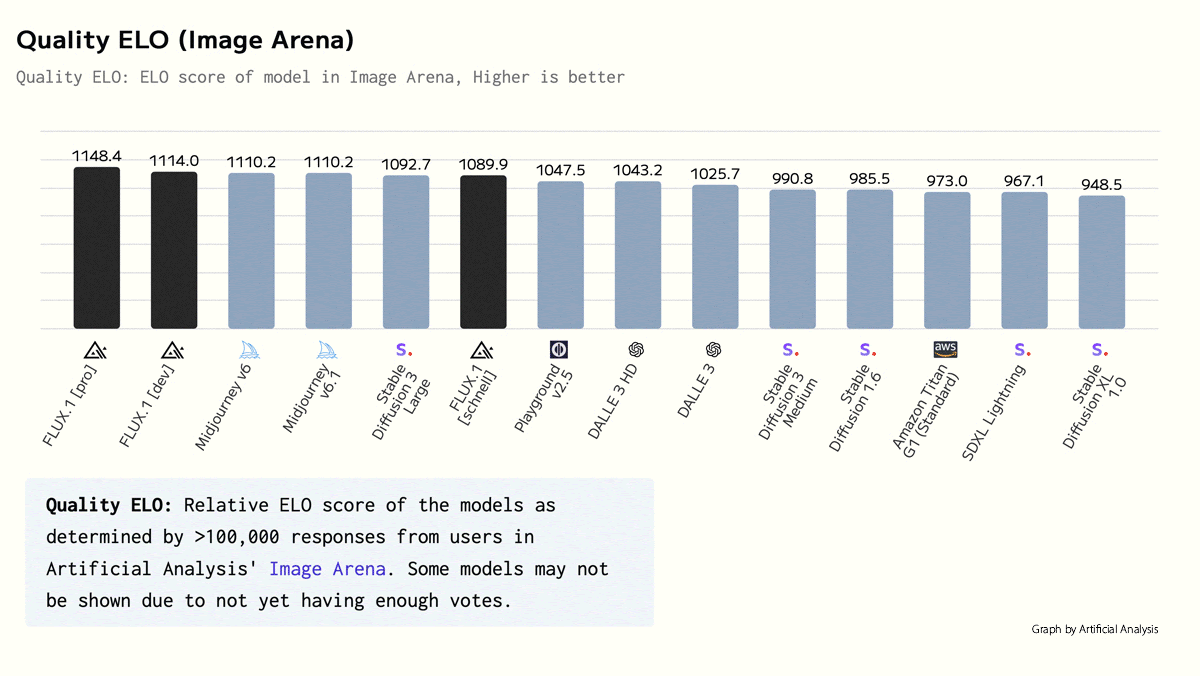 Quality ELO (Image Arena)
Quality ELO: ELO score of model in Image Arena, Higher is better
1148.4
1114.0
1110.2
1110.2
1092.7
1089.9
1047.5
1043.2
1025.7
990.8
985.5
973.0
967.1
948.5
S.
S.
S.
aws
S.
S.
FLUX.1 [pro]
FLUX.1 [dev]
Midjourney v6
Midjourney
v6.1
Stable
Diffusion 3
Large
FLUX.1
[schnell]
Playground
v2.5
DALLE 3 HD
DALLE 3
Stable
Diffusion 3
Medium
Stable
Diffusion 1.6
Amazon Titan
G1 (Standard)
SDXL Lightning
Stable
Diffusion XL
1.0
Quality ELO: Relative ELO score of the models as
determined by >100,000 responses from users in
Artificial Analysis' Image Arena. Some models may not
be shown due to not yet having enough votes.
Graph by Artificial Analysis